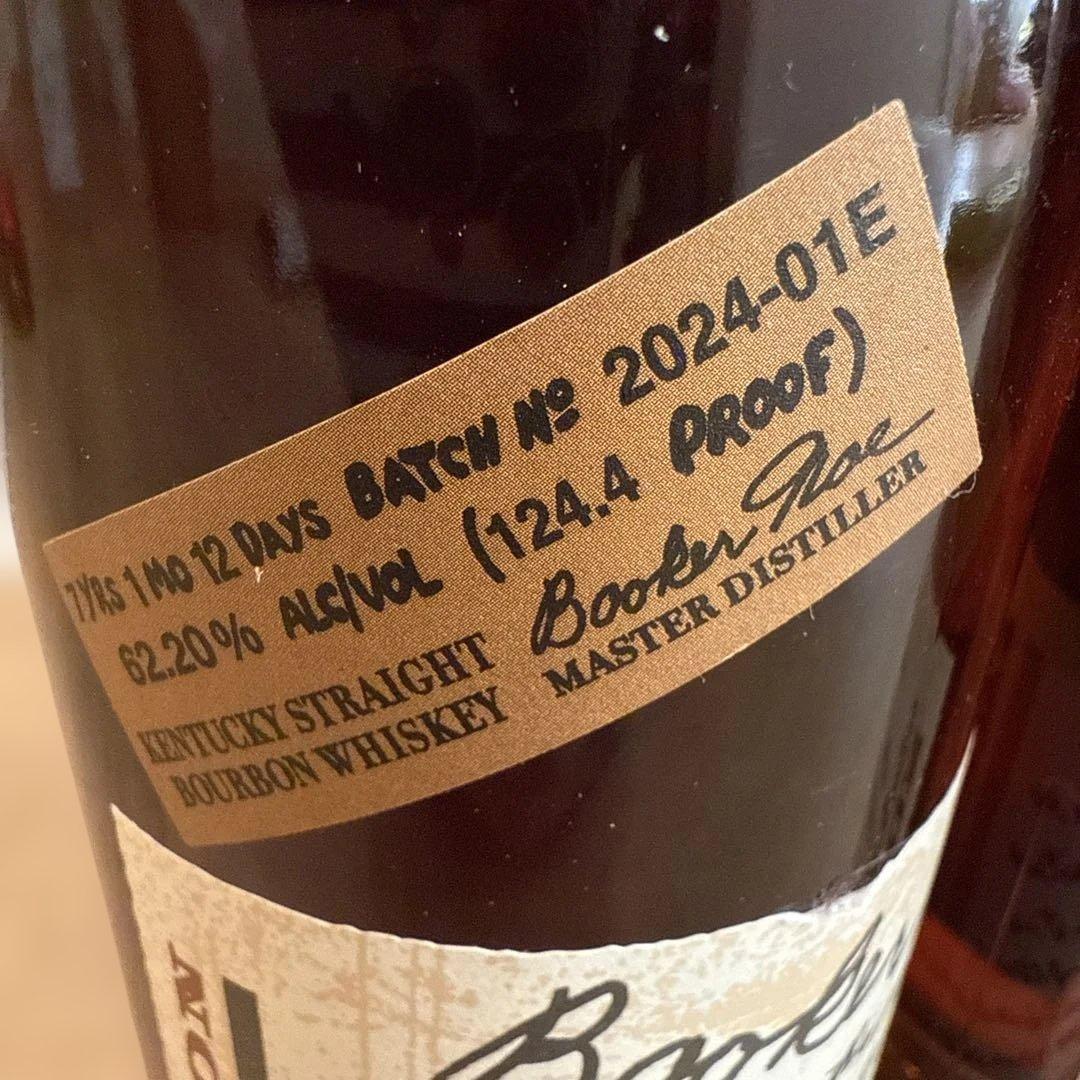 7 YRS 1 MO 12 DAYS BATCH Nº 2024-01E
62.20% ALC/VOL (124.4 PROOF)
KENTUCKY STRAIGHT
BOURBON WHISKEY
Booker Noe
MASTER DISTILLER
Booker